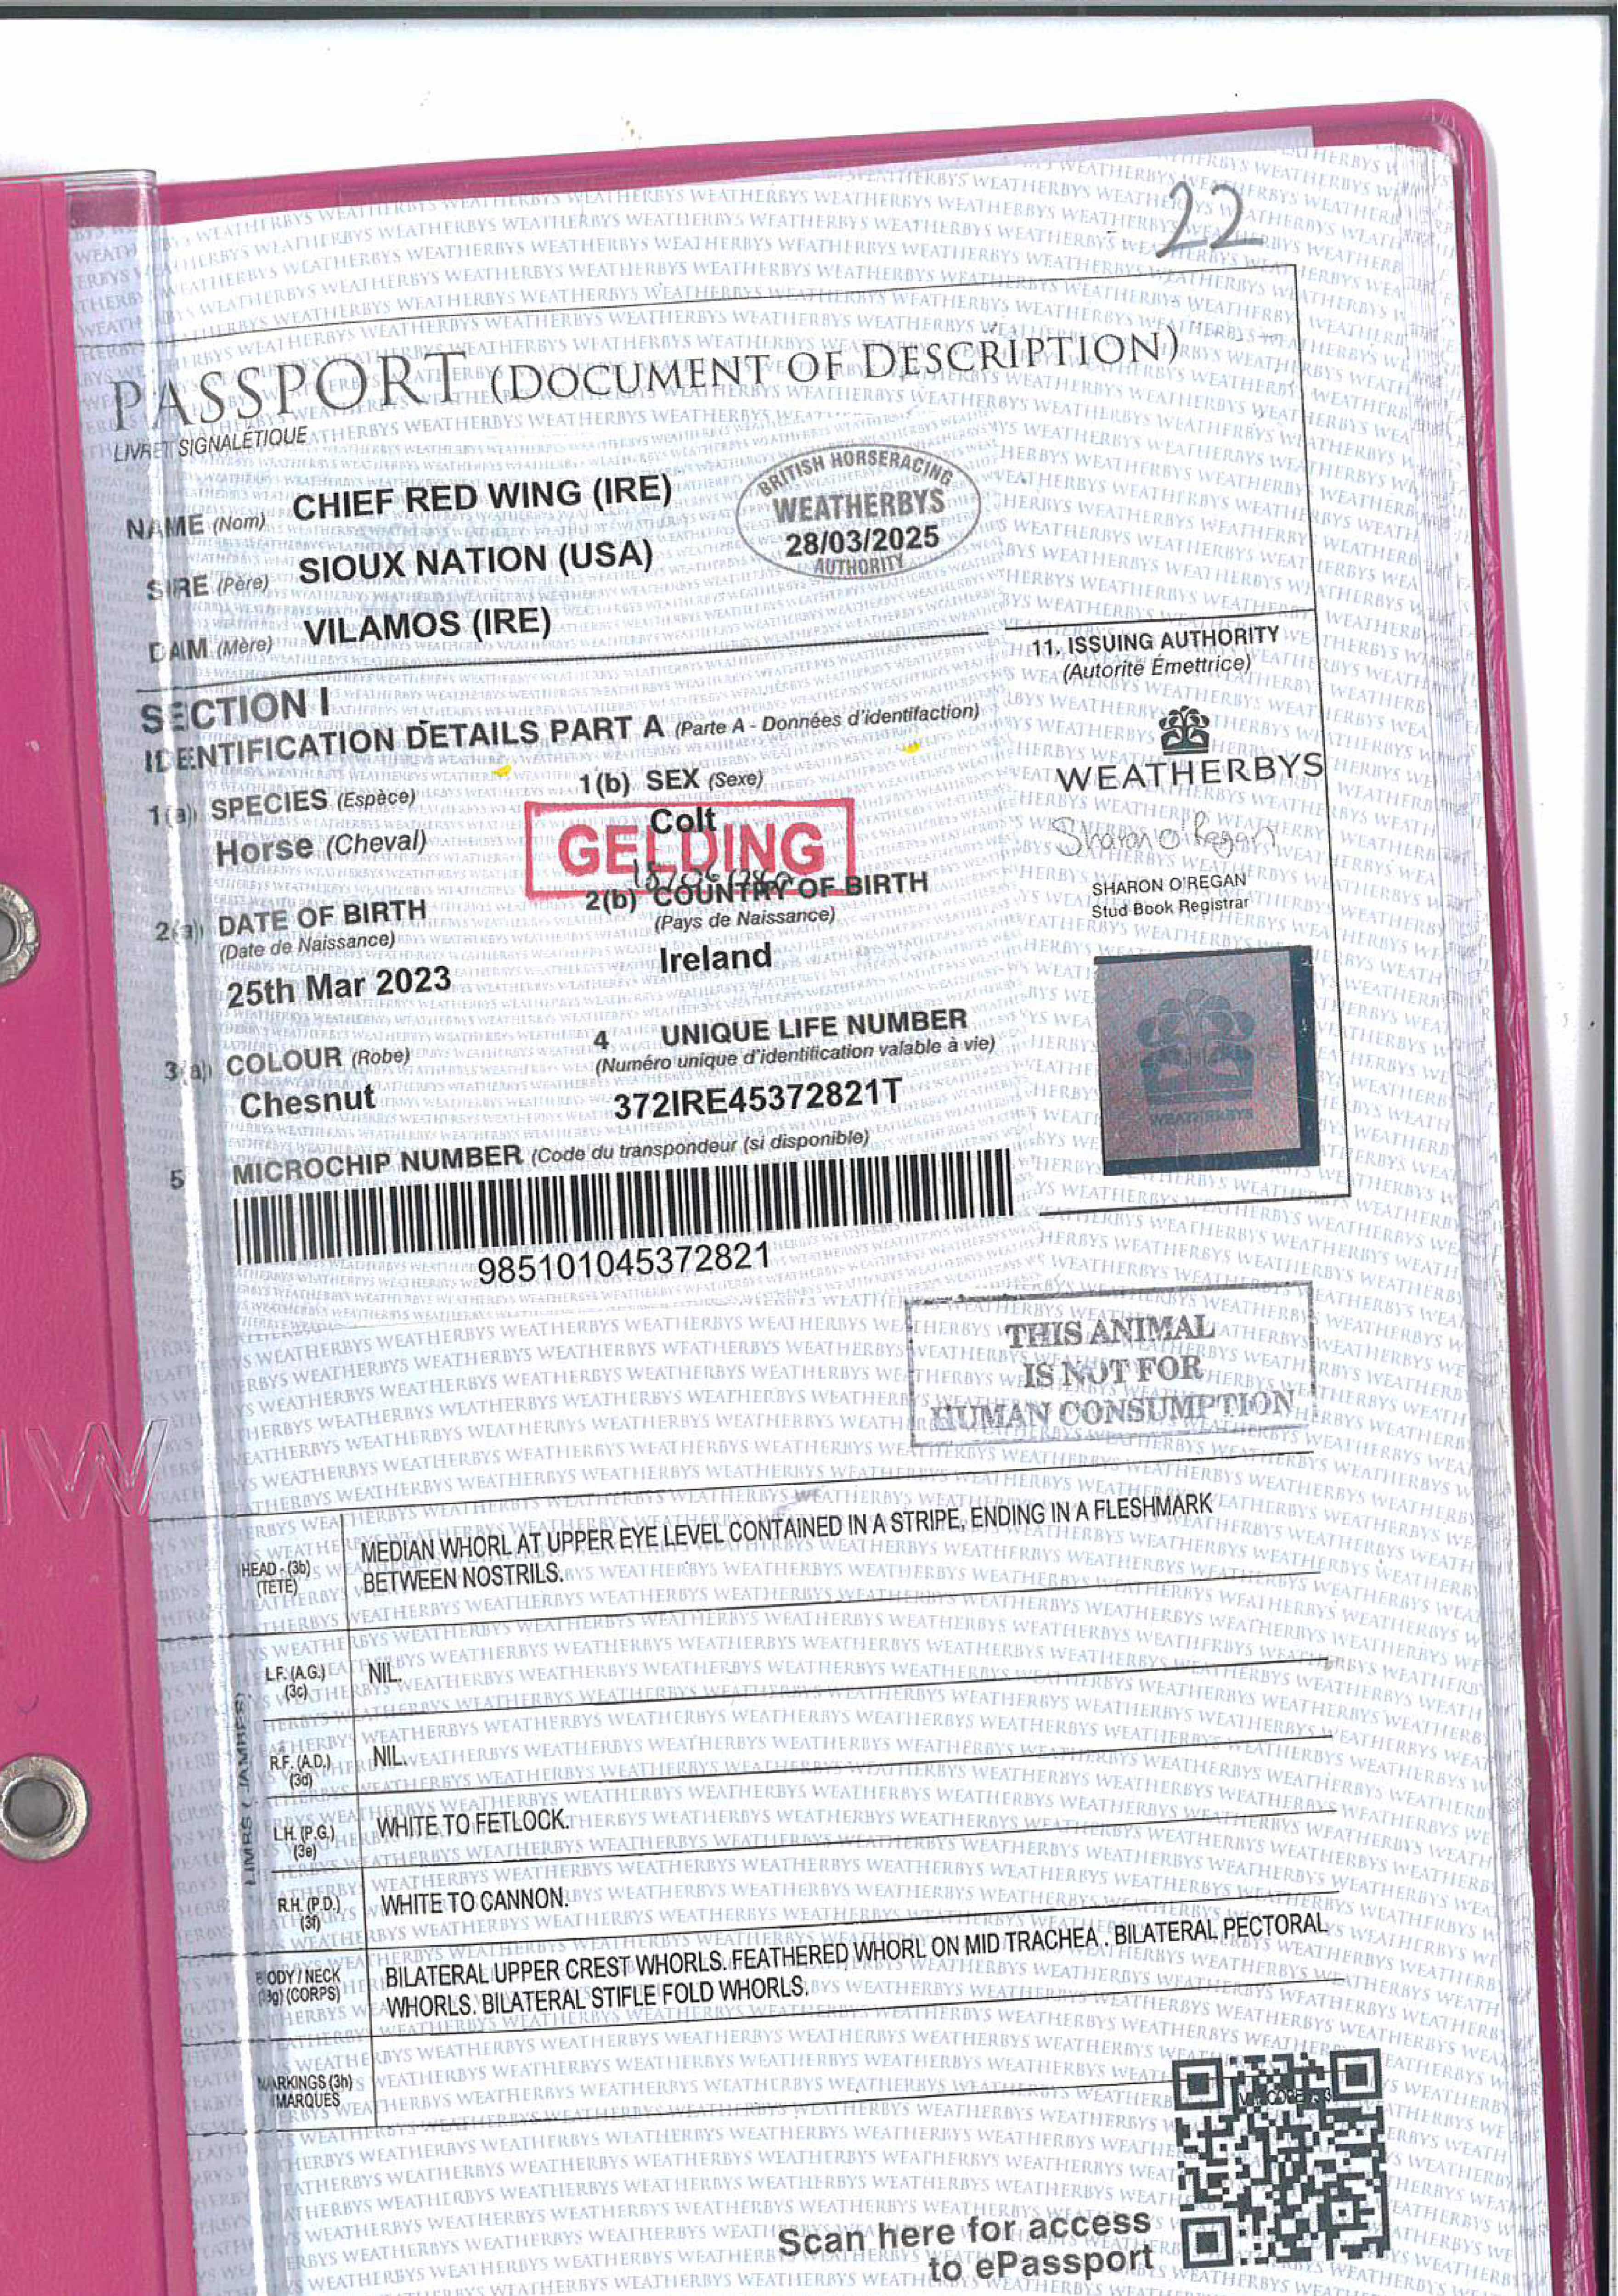 22
PASSPORT (DOCUMENT OF DESCRIPTION)
LIVRET SIGNALÉTIQUE
NAME (Nom) CHIEF RED WING (IRE)
SIRE (Père) SIOUX NATION (USA)
DAM (Mère) VILAMOS (IRE)
BRITISH HORSERACING
WEATHERBYS
28/03/2025
AUTHORITY
SECTION I
IDENTIFICATION DETAILS PART A (Parte A - Données d'identifaction)
1(a) SPECIES (Espèce)
Horse (Cheval)
1(b) SEX (Sexe)
Colt
GELDING
2(a) DATE OF BIRTH
(Date de Naissance)
25th Mar 2023
2(b) COUNTRY OF BIRTH
(Pays de Naissance)
Ireland
3(a) COLOUR (Robe)
Chesnut
4 UNIQUE LIFE NUMBER
(Numéro unique d'identification valable à vie)
372IRE45372821T
5 MICROCHIP NUMBER (Code du transpondeur (si disponible)
985101045372821
11. ISSUING AUTHORITY
(Autorité Émettrice)
WEATHERBYS
Sharon O'Regan
SHARON O'REGAN
Stud Book Registrar
WEATHERBYS
THIS ANIMAL
IS NOT FOR
HUMAN CONSUMPTION
HEAD - (3b)
(TETE)
MEDIAN WHORL AT UPPER EYE LEVEL CONTAINED IN A STRIPE, ENDING IN A FLESHMARK
BETWEEN NOSTRILS.
LIMBS (JAMBES)
L.F. (A.G.)
(3c)
NIL.
R.F. (A.D.)
(3d)
NIL.
L.H. (P.G.)
(3e)
WHITE TO FETLOCK.
R.H. (P.D.)
(3f)
WHITE TO CANNON.
BODY / NECK
(3g) (CORPS)
BILATERAL UPPER CREST WHORLS. FEATHERED WHORL ON MID TRACHEA . BILATERAL PECTORAL
WHORLS. BILATERAL STIFLE FOLD WHORLS.
MARKINGS (3h)
MARQUES
Scan here for access
to ePassport